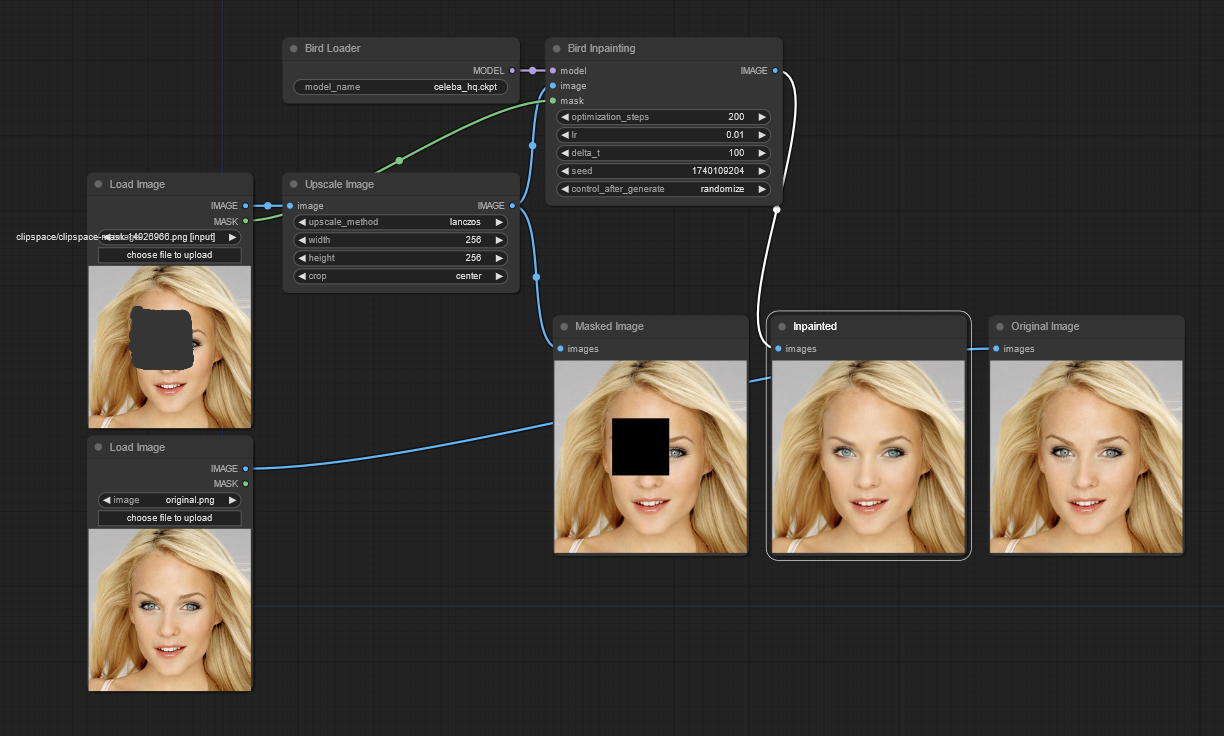 Bird Loader
MODEL
model_name celeba_hq.ckpt
Bird Inpainting
model IMAGE
image
mask
optimization_steps 200
lr 0.01
delta_t 100
seed 1740109204
control_after_generate randomize
Load Image
IMAGE
MASK
clipspace/clipspace-mask-14926966.png [input]
choose file to upload
Upscale Image
image IMAGE
upscale_method lanczos
width 256
height 256
crop center
Load Image
IMAGE
MASK
image original.png
choose file to upload
Masked Image
images
Inpainted
images
Original Image
images